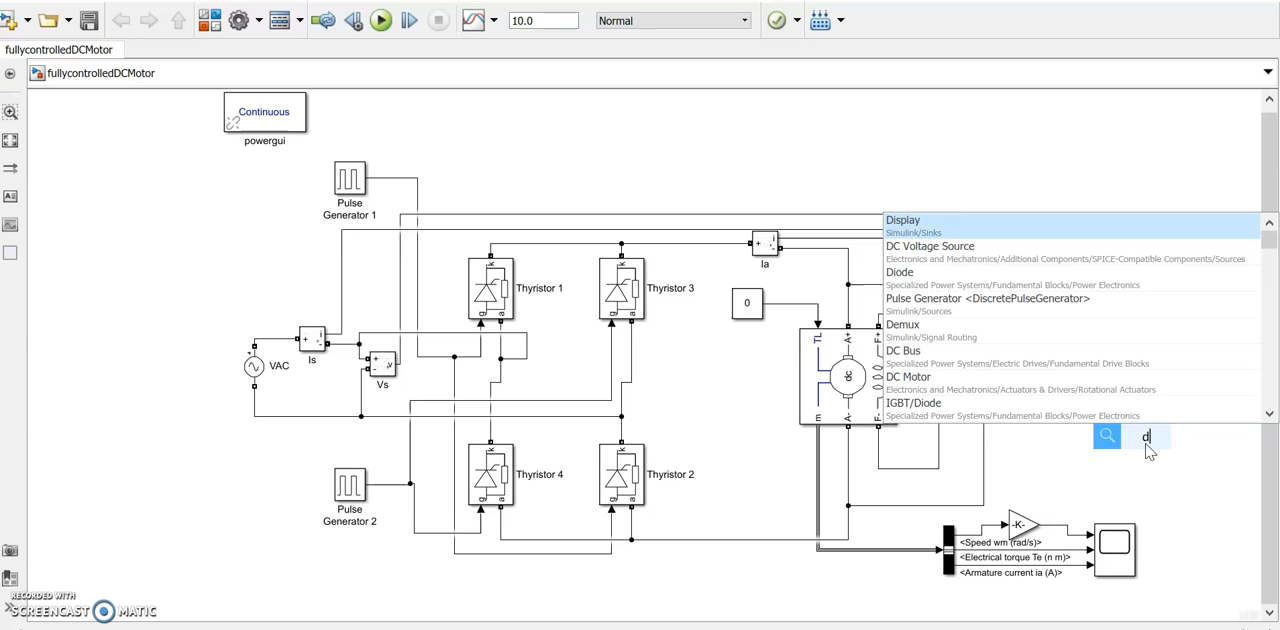 10.0
Normal
fullycontrolledDCMotor
fullycontrolledDCMotor
Continuous
powergui
Pulse
Generator 1
Display
Simulink/Sinks
DC Voltage Source
Electronics and Mechatronics/Additional Components/SPICE-Compatible Components/Sources
Diode
Specialized Power Systems/Fundamental Blocks/Power Electronics
Pulse Generator <DiscretePulseGenerator>
Simulink/Sources
Demux
Simulink/Signal Routing
DC Bus
Specialized Power Systems/Electric Drives/Fundamental Drive Blocks
DC Motor
Electronics and Mechatronics/Actuators & Drives/Rotational Actuators
IGBT/Diode
Specialized Power Systems/Fundamental Blocks/Power Electronics
d
+ i -
Ia
k
g a
Thyristor 1
k
g a
Thyristor 3
0
TL
A+
F+
dc
m
A-
F-
+ i -
Is
VAC
+ - v
Vs
k
g a
Thyristor 4
k
g a
Thyristor 2
Pulse
Generator 2
-K-
<Speed wm (rad/s)>
<Electrical torque Te (n m)>
<Armature current ia (A)>
RECORDED WITH
SCREENCAST MATIC